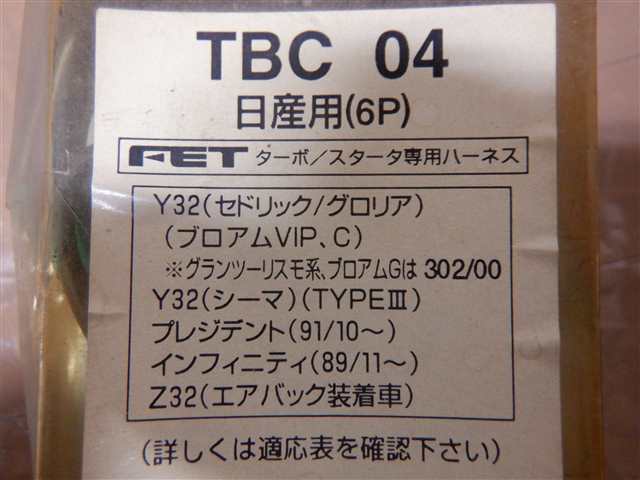 TBC 04
日産用(6P)
FET ターボ/スタータ専用ハーネス
Y32(セドリック/グロリア)
(ブロアムVIP、C)
※グランツーリスモ系、ブロアムGは 302/00
Y32(シーマ)(TYPEⅢ)
プレジデント(91/10~)
インフィニティ(89/11~)
Z32(エアバック装着車)
(詳しくは適応表を確認下さい)